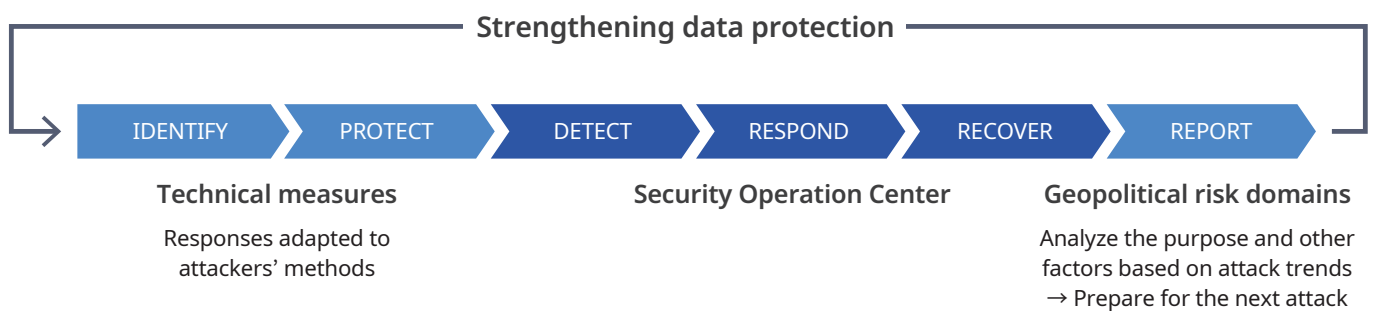 Strengthening data protection
IDENTIFY
PROTECT
DETECT
RESPOND
RECOVER
REPORT
Technical measures
Responses adapted to
attackers’ methods
Security Operation Center
Geopolitical risk domains
Analyze the purpose and other
factors based on attack trends
→ Prepare for the next attack